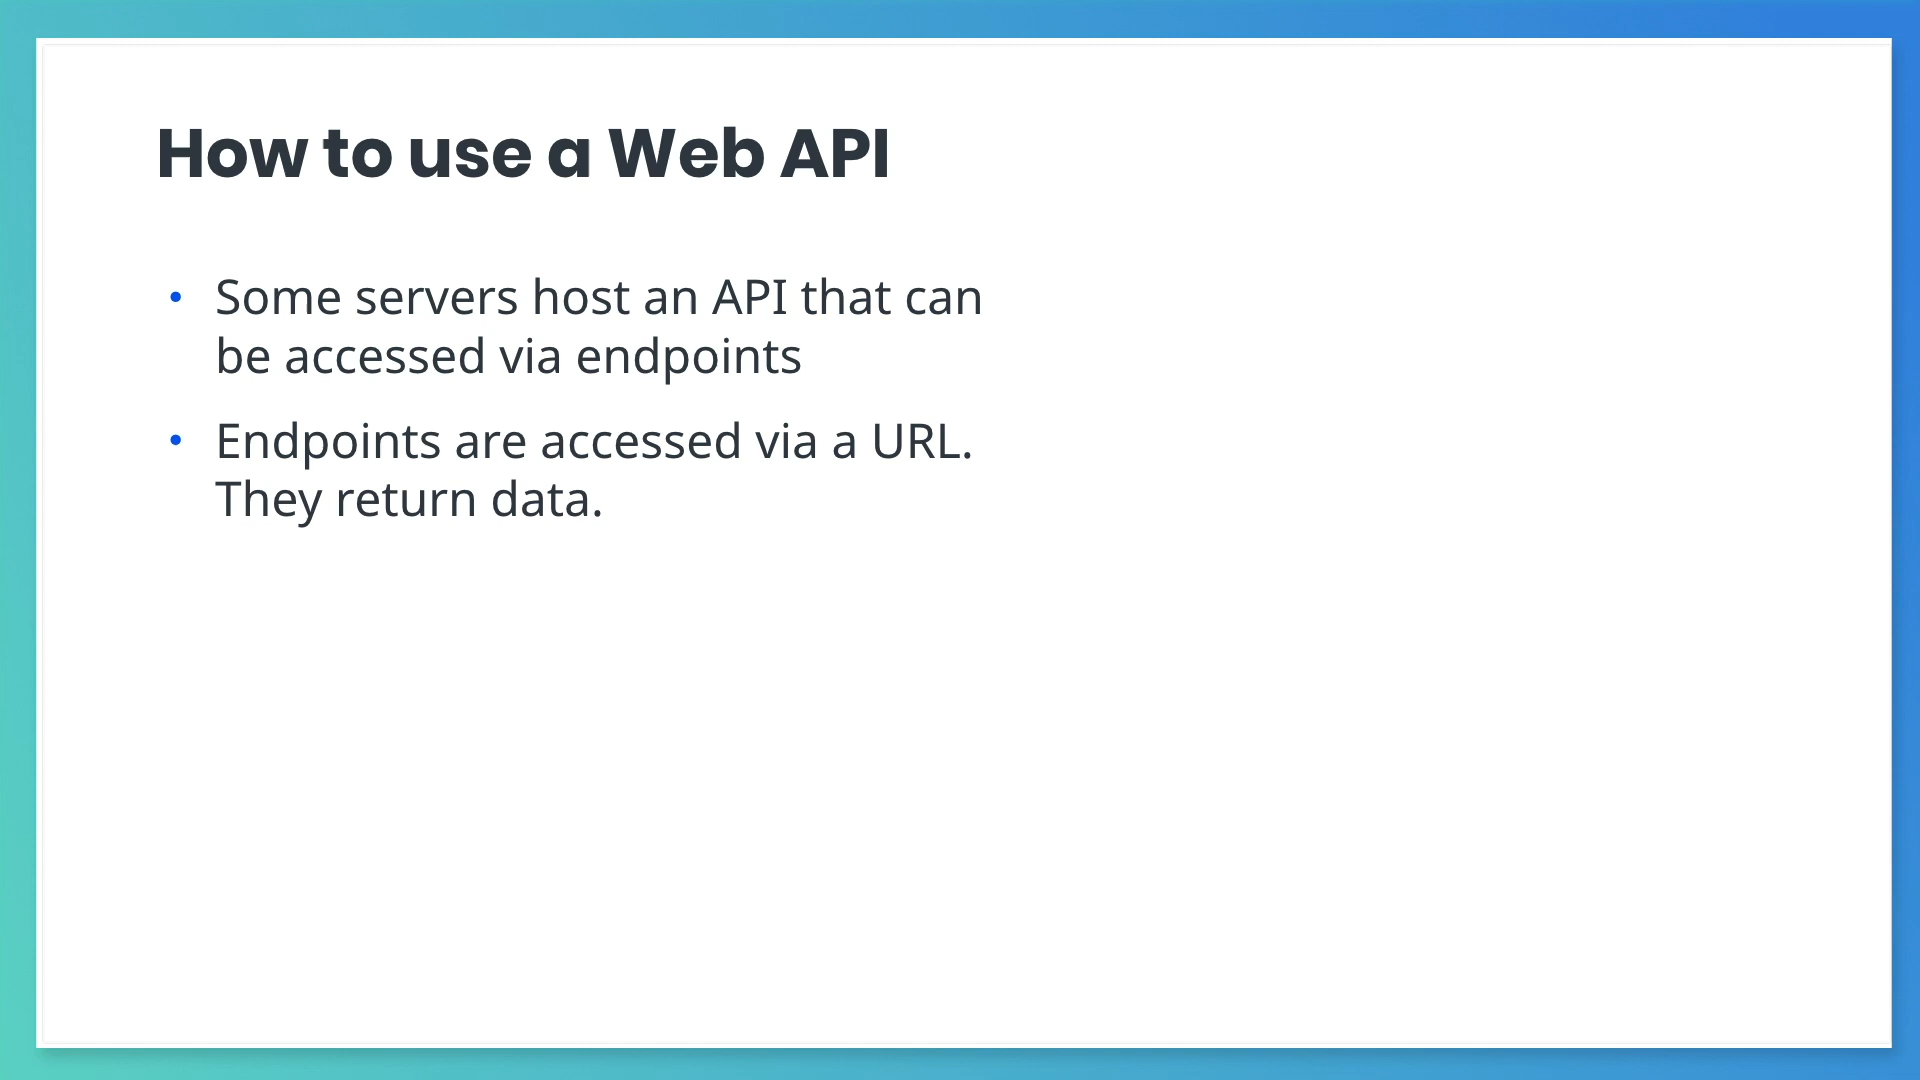 How to use a Web API
• Some servers host an API that can
be accessed via endpoints
• Endpoints are accessed via a URL.
They return data.